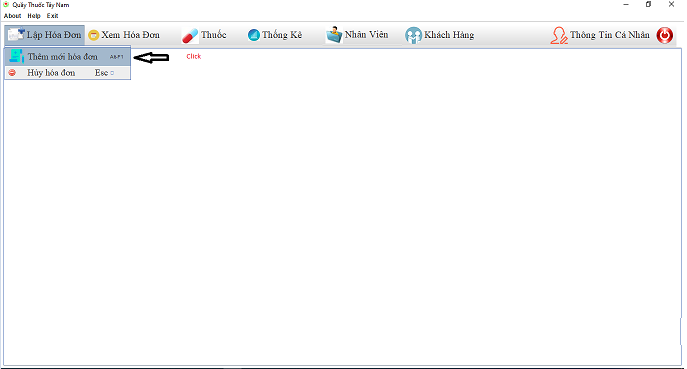 Quầy Thuốc Tây Nam
About Help Exit
Lập Hóa Đơn Xem Hóa Đơn Thuốc Thống Kê Nhân Viên Khách Hàng Thông Tin Cá Nhân
Thêm mới hóa đơn Click
Hủy hóa đơn Esc